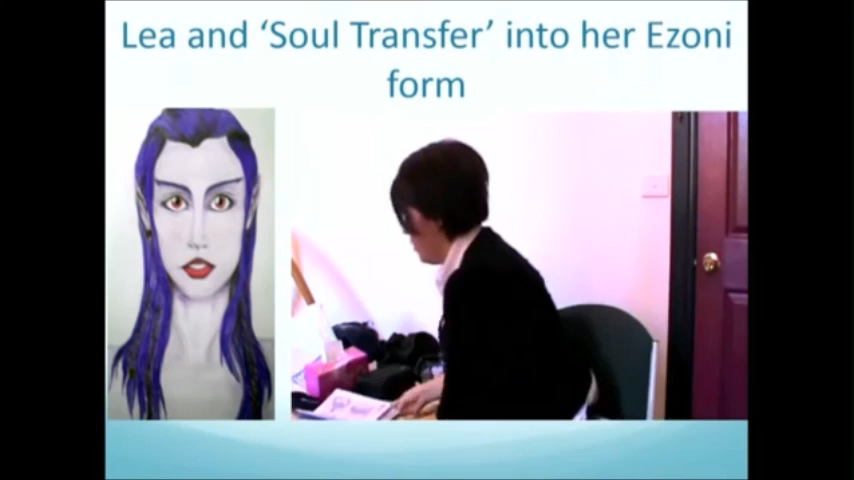 Lea and ‘Soul Transfer’ into her Ezoni
form